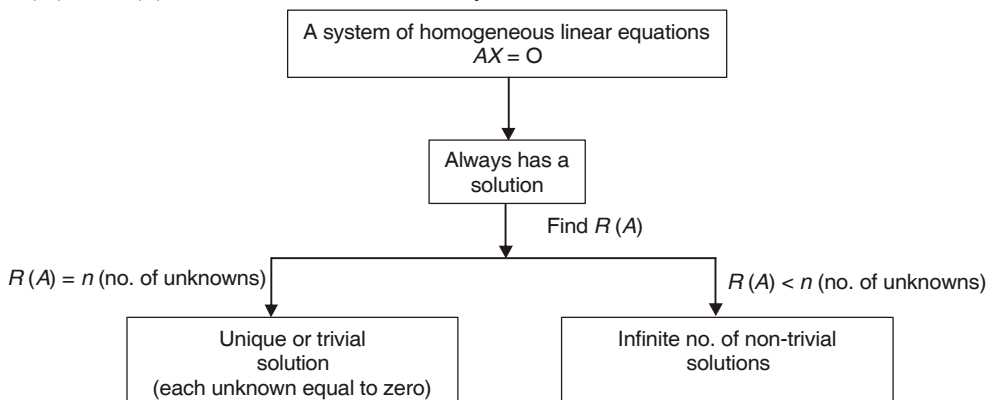 A system of homogeneous linear equations
AX = O
Always has a
solution
Find R (A)
R (A) = n (no. of unknowns)
R (A) < n (no. of unknowns)
Unique or trivial
solution
(each unknown equal to zero)
Infinite no. of non-trivial
solutions